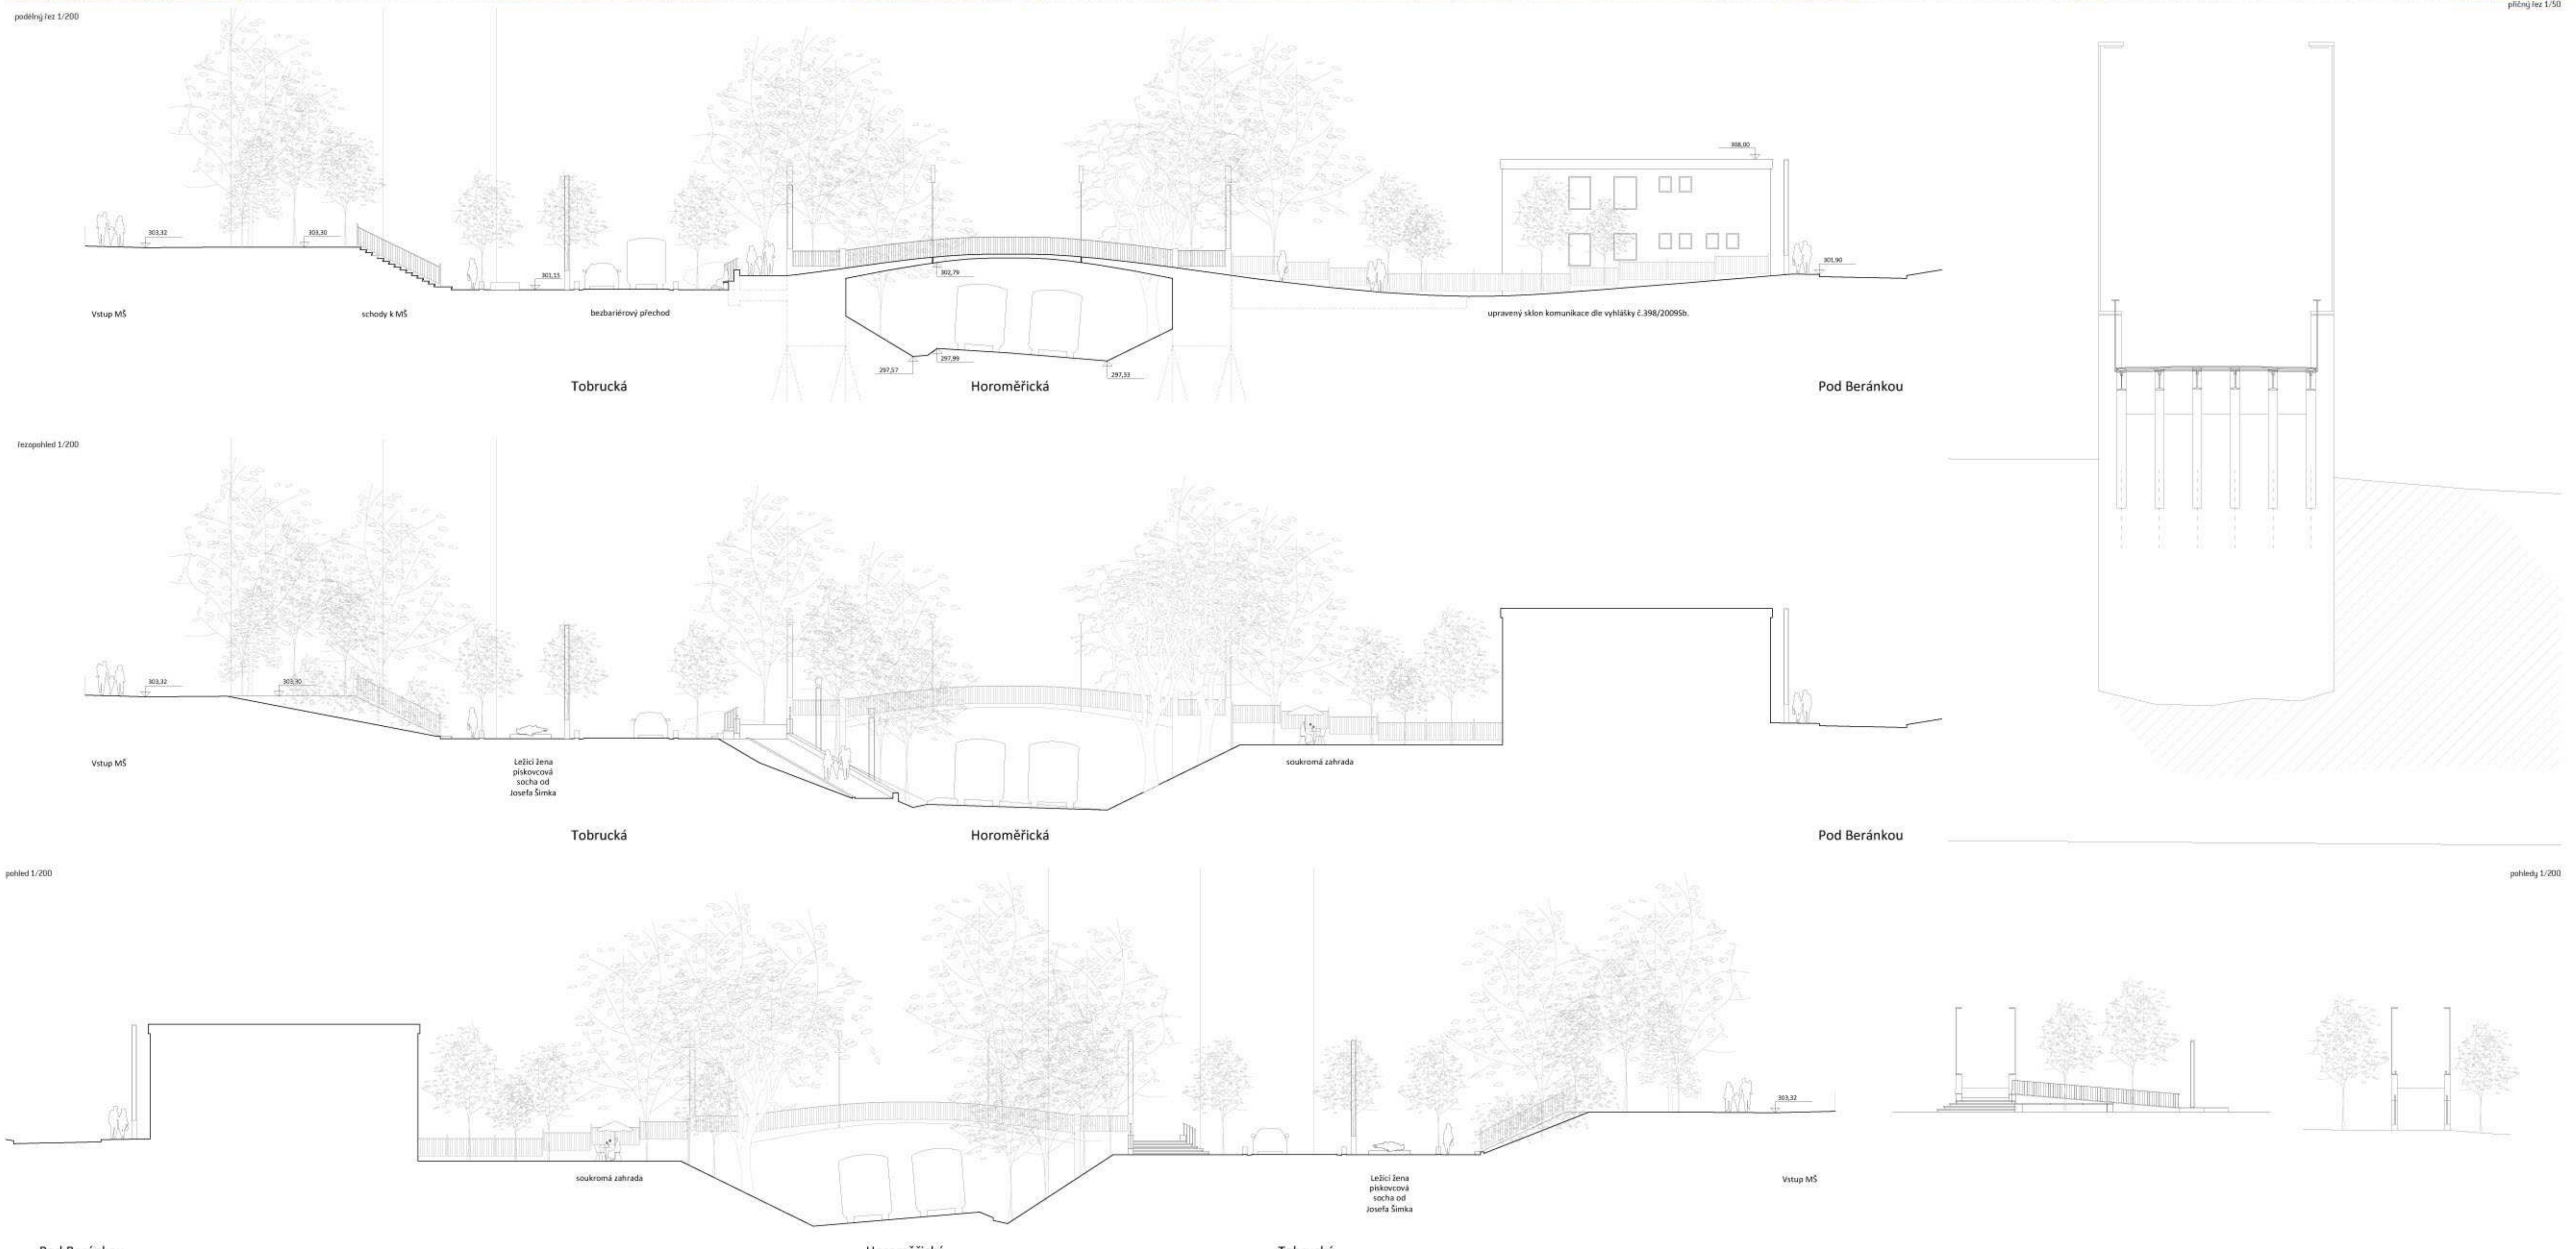 podélný řez 1/200
příčný řez 1/50
308,00
303,32
303,30
301,15
302,79
301,90
Vstup MŠ
schody k MŠ
bezbariérový přechod
upravený sklon komunikace dle vyhlášky č.398/2009Sb.
297,99
297,57
297,33
Tobrucká
Horoměřická
Pod Beránkou
řezopohled 1/200
303,32
303,30
Vstup MŠ
Ležící žena
pískovcová
socha od
Josefa Šimka
soukromá zahrada
Tobrucká
Horoměřická
Pod Beránkou
pohled 1/200
pohledy 1/200
303,32
soukromá zahrada
Ležící žena
pískovcová
socha od
Josefa Šimka
Vstup MŠ